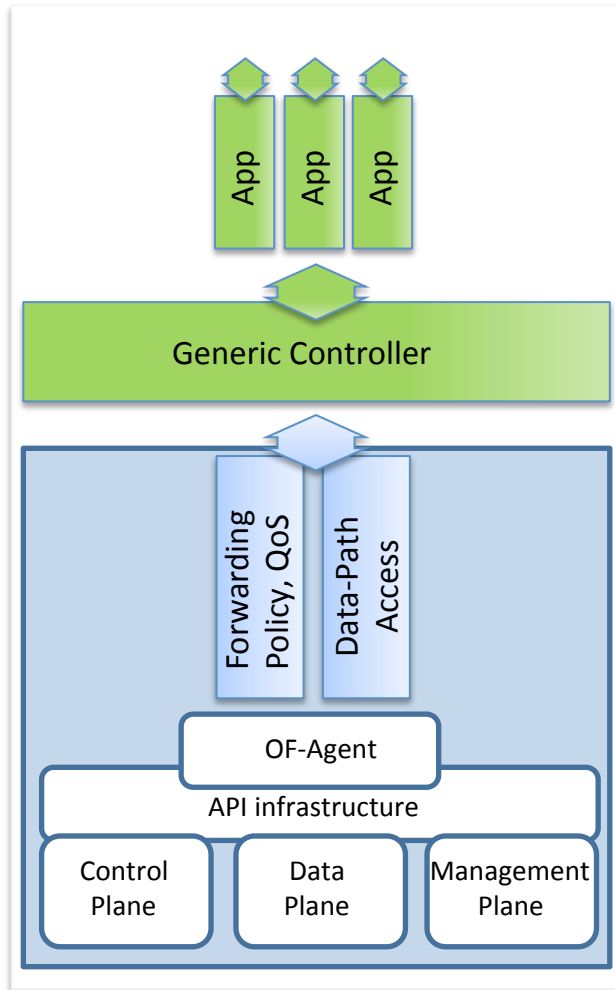 App
App
App
Generic Controller
Forwarding
Policy, QoS
Data-Path
Access
OF-Agent
API infrastructure
Control
Plane
Data
Plane
Management
Plane